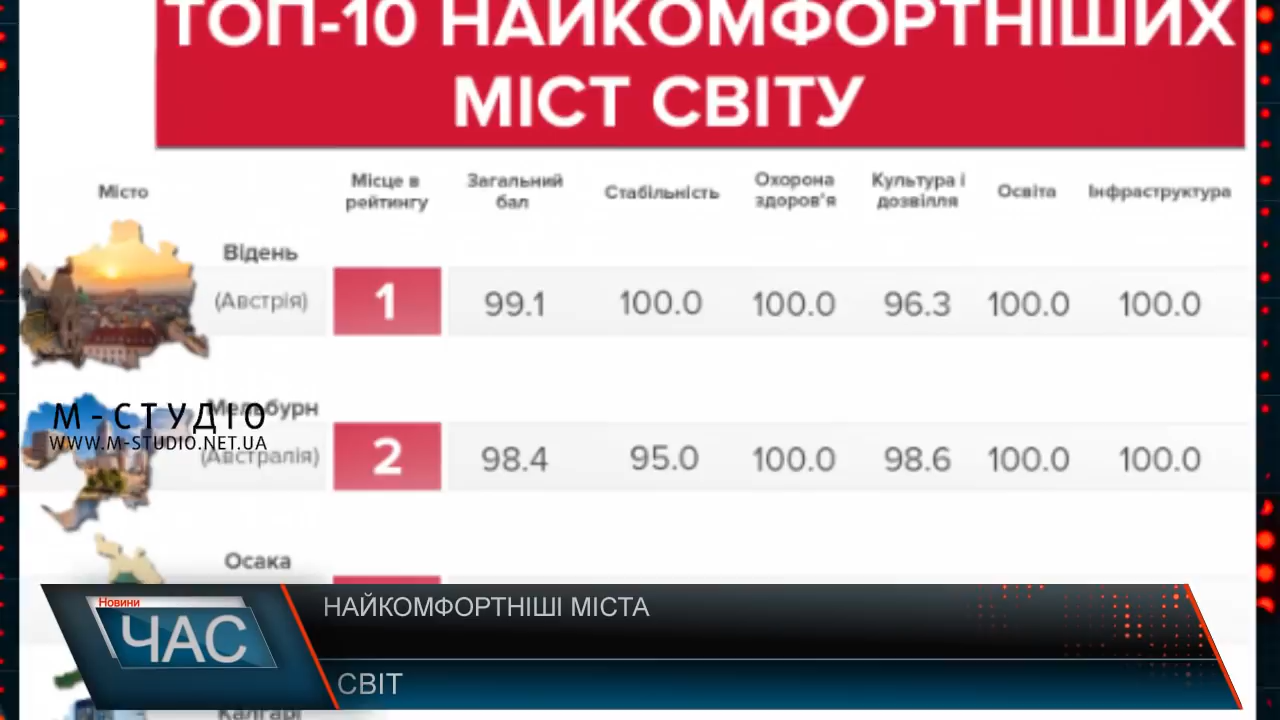 ТОП-10 НАЙКОМФОРТНІШИХ
МІСТ СВІТУ
Місто
Місце в рейтингу
Загальний бал
Стабільність
Охорона здоров'я
Культура і дозвілля
Освіта
Інфраструктура
Відень
(Австрія)
1
99.1
100.0
100.0
96.3
100.0
100.0
Мельбурн
М-СТУДІО
WWW.M-STUDIO.NET.UA
(Австралія)
2
98.4
95.0
100.0
98.6
100.0
100.0
Осака
Новини
ЧАС
НАЙКОМФОРТНІШІ МІСТА
СВІТ
Калгарі